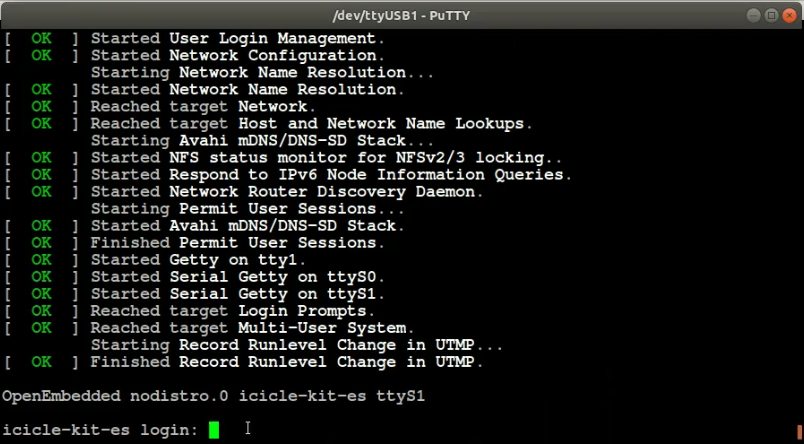 /dev/ttyUSB1 - PuTTY
[  OK  ] Started User Login Management.
[  OK  ] Started Network Configuration.
         Starting Network Name Resolution...
[  OK  ] Started Network Name Resolution.
[  OK  ] Reached target Network.
[  OK  ] Reached target Host and Network Name Lookups.
         Starting Avahi mDNS/DNS-SD Stack...
[  OK  ] Started NFS status monitor for NFSv2/3 locking..
[  OK  ] Started Respond to IPv6 Node Information Queries.
[  OK  ] Started Network Router Discovery Daemon.
         Starting Permit User Sessions...
[  OK  ] Started Avahi mDNS/DNS-SD Stack.
[  OK  ] Finished Permit User Sessions.
[  OK  ] Started Getty on tty1.
[  OK  ] Started Serial Getty on ttyS0.
[  OK  ] Started Serial Getty on ttyS1.
[  OK  ] Reached target Login Prompts.
[  OK  ] Reached target Multi-User System.
         Starting Record Runlevel Change in UTMP...
[  OK  ] Finished Record Runlevel Change in UTMP.
OpenEmbedded nodistro.0 icicle-kit-es ttyS1
icicle-kit-es login: